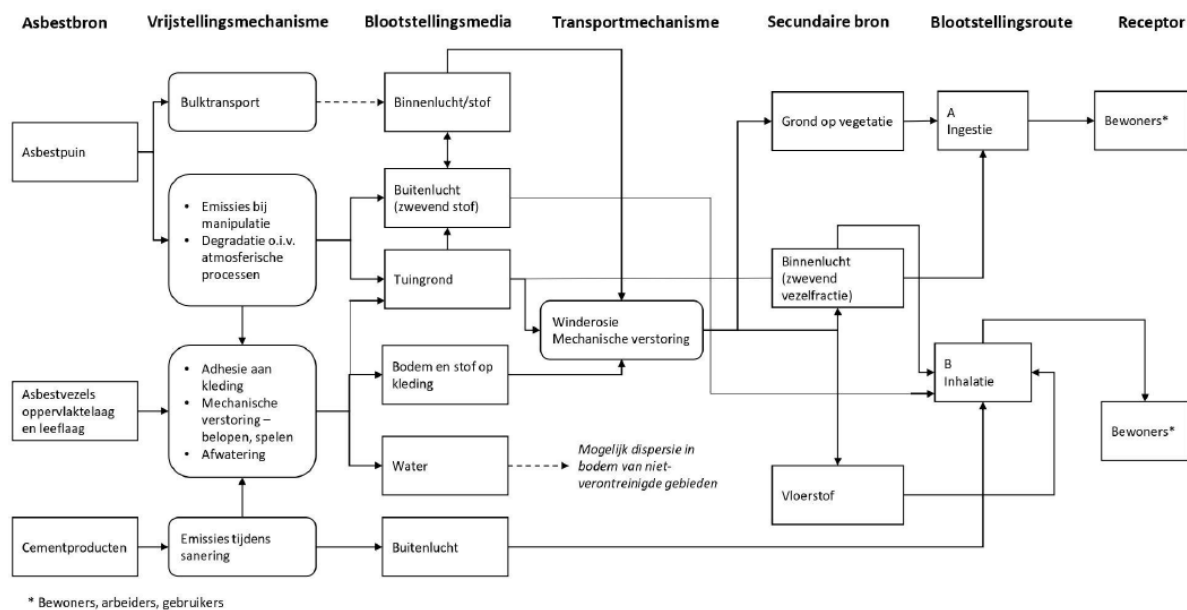 Asbestbron
Vrijstellingsmechanisme
Blootstellingsmedia
Transportmechanisme
Secundaire bron
Blootstellingsroute
Receptor
Asbestpuin
Asbestvezels
oppervlaktelaag
en leeflaag
Cementproducten
Bulktransport
• Emissies bij
manipulatie
• Degradatie o.i.v.
atmosferische
processen
• Adhesie aan
kleding
• Mechanische
verstoring –
belopen, spelen
• Afwatering
Emissies tijdens
sanering
Binnenlucht/stof
Buitenlucht
(zwevend stof)
Tuingrond
Bodem en stof op
kleding
Water
Buitenlucht
Winderosie
Mechanische verstoring
Mogelijk dispersie in
bodem van niet-
verontreinigde gebieden
Grond op vegetatie
Binnenlucht
(zwevend
vezelfractie)
Vloerstof
A
Ingestie
B
Inhalatie
Bewoners*
Bewoners*
* Bewoners, arbeiders, gebruikers